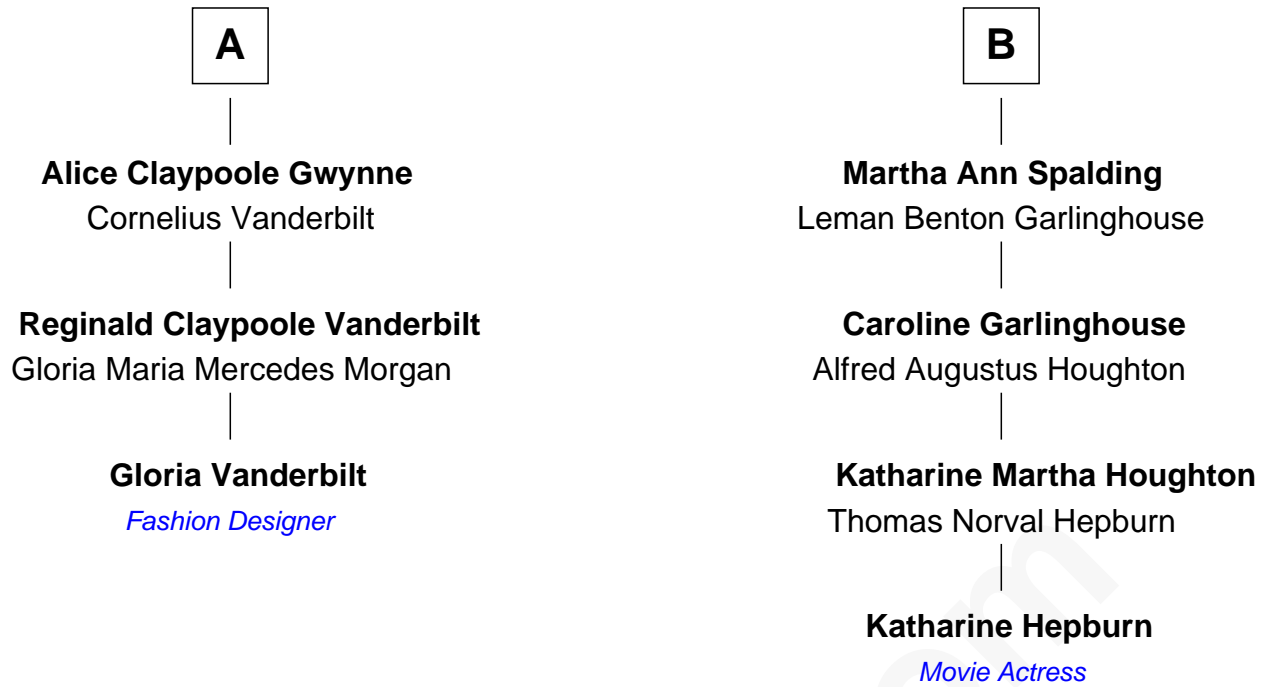 A
Alice Claypoole Gwynne
Cornelius Vanderbilt
Reginald Claypoole Vanderbilt
Gloria Maria Mercedes Morgan
Gloria Vanderbilt
Fashion Designer
B
Martha Ann Spalding
Leman Benton Garlinghouse
Caroline Garlinghouse
Alfred Augustus Houghton
Katharine Martha Houghton
Thomas Norval Hepburn
Katharine Hepburn
Movie Actress